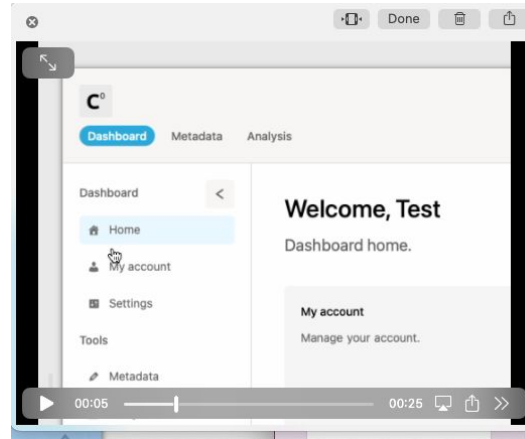 Done
C°
Dashboard Metadata Analysis
Dashboard
Home
My account
Settings
Tools
Metadata
Welcome, Test
Dashboard home.
My account
Manage your account.
00:05 00:25